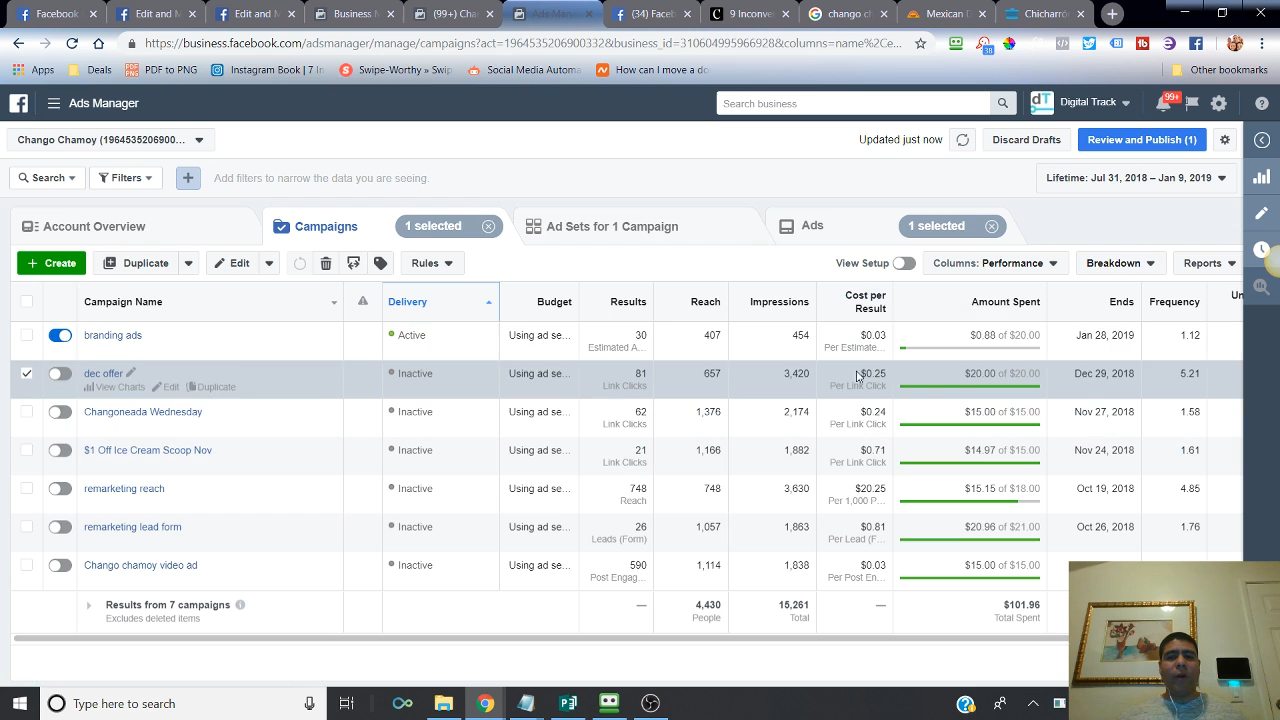 Facebook
Edit and M
Edit and M
Business M
(99+) Cha
Ads Mana
(34) Faceb
9 Inconven
chango ch
Mexican D
Chicharrón
https://business.facebook.com/adsmanager/manage/campaigns?act=1964535206900332&business_id=310604995966928&columns=name%2Ce...
38
Apps
Deals
PDF to PNG
Instagram Book | 7 In
Swipe-Worthy » Swip
Social Media Automa
How can I move a do
Other bookmarks
Ads Manager
Search business
dT
Digital Track
99+
Chango Chamoy (1964535206900...
Updated just now
Discard Drafts
Review and Publish (1)
Search
Filters
Add filters to narrow the data you are seeing.
Lifetime: Jul 31, 2018 – Jan 9, 2019
Account Overview
Campaigns
1 selected
Ad Sets for 1 Campaign
Ads
1 selected
Create
Duplicate
Edit
Rules
View Setup
Columns: Performance
Breakdown
Reports
Campaign Name Delivery Budget Results Reach Impressions Cost per Result Amount Spent Ends Frequency Un
branding ads Active Using ad se... 30 407 454 $0.03 $0.88 of $20.00 Jan 28, 2019 1.12
Estimated A... Per Estimate...
dec offer Inactive Using ad se... 81 657 3,420 $0.25 $20.00 of $20.00 Dec 29, 2018 5.21
View Charts Edit Duplicate Link Clicks Per Link Click
Changoneada Wednesday Inactive Using ad se... 62 1,376 2,174 $0.24 $15.00 of $15.00 Nov 27, 2018 1.58
Link Clicks Per Link Click
$1 Off Ice Cream Scoop Nov Inactive Using ad se... 21 1,166 1,882 $0.71 $14.97 of $15.00 Nov 24, 2018 1.61
Link Clicks Per Link Click
remarketing reach Inactive Using ad se... 748 748 3,630 $20.25 $15.15 of $18.00 Oct 19, 2018 4.85
Reach Per 1,000 P...
remarketing lead form Inactive Using ad se... 26 1,057 1,863 $0.81 $20.96 of $21.00 Oct 26, 2018 1.76
Leads (Form) Per Lead (F...
Chango chamoy video ad Inactive Using ad se... 590 1,114 1,838 $0.03 $15.00 of $15.00
Post Engag... Per Post En...
Results from 7 campaigns — 4,430 15,261 — $101.96
Excludes deleted items People Total Total Spent
Type here to search